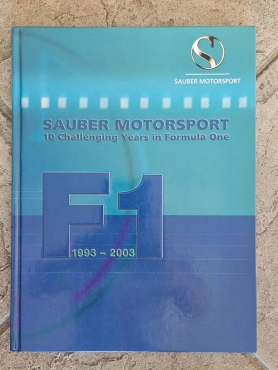 S
SAUBER MOTORSPORT
SAUBER MOTORSPORT
10 Challenging Years in Formula One
F1
1993 – 2003